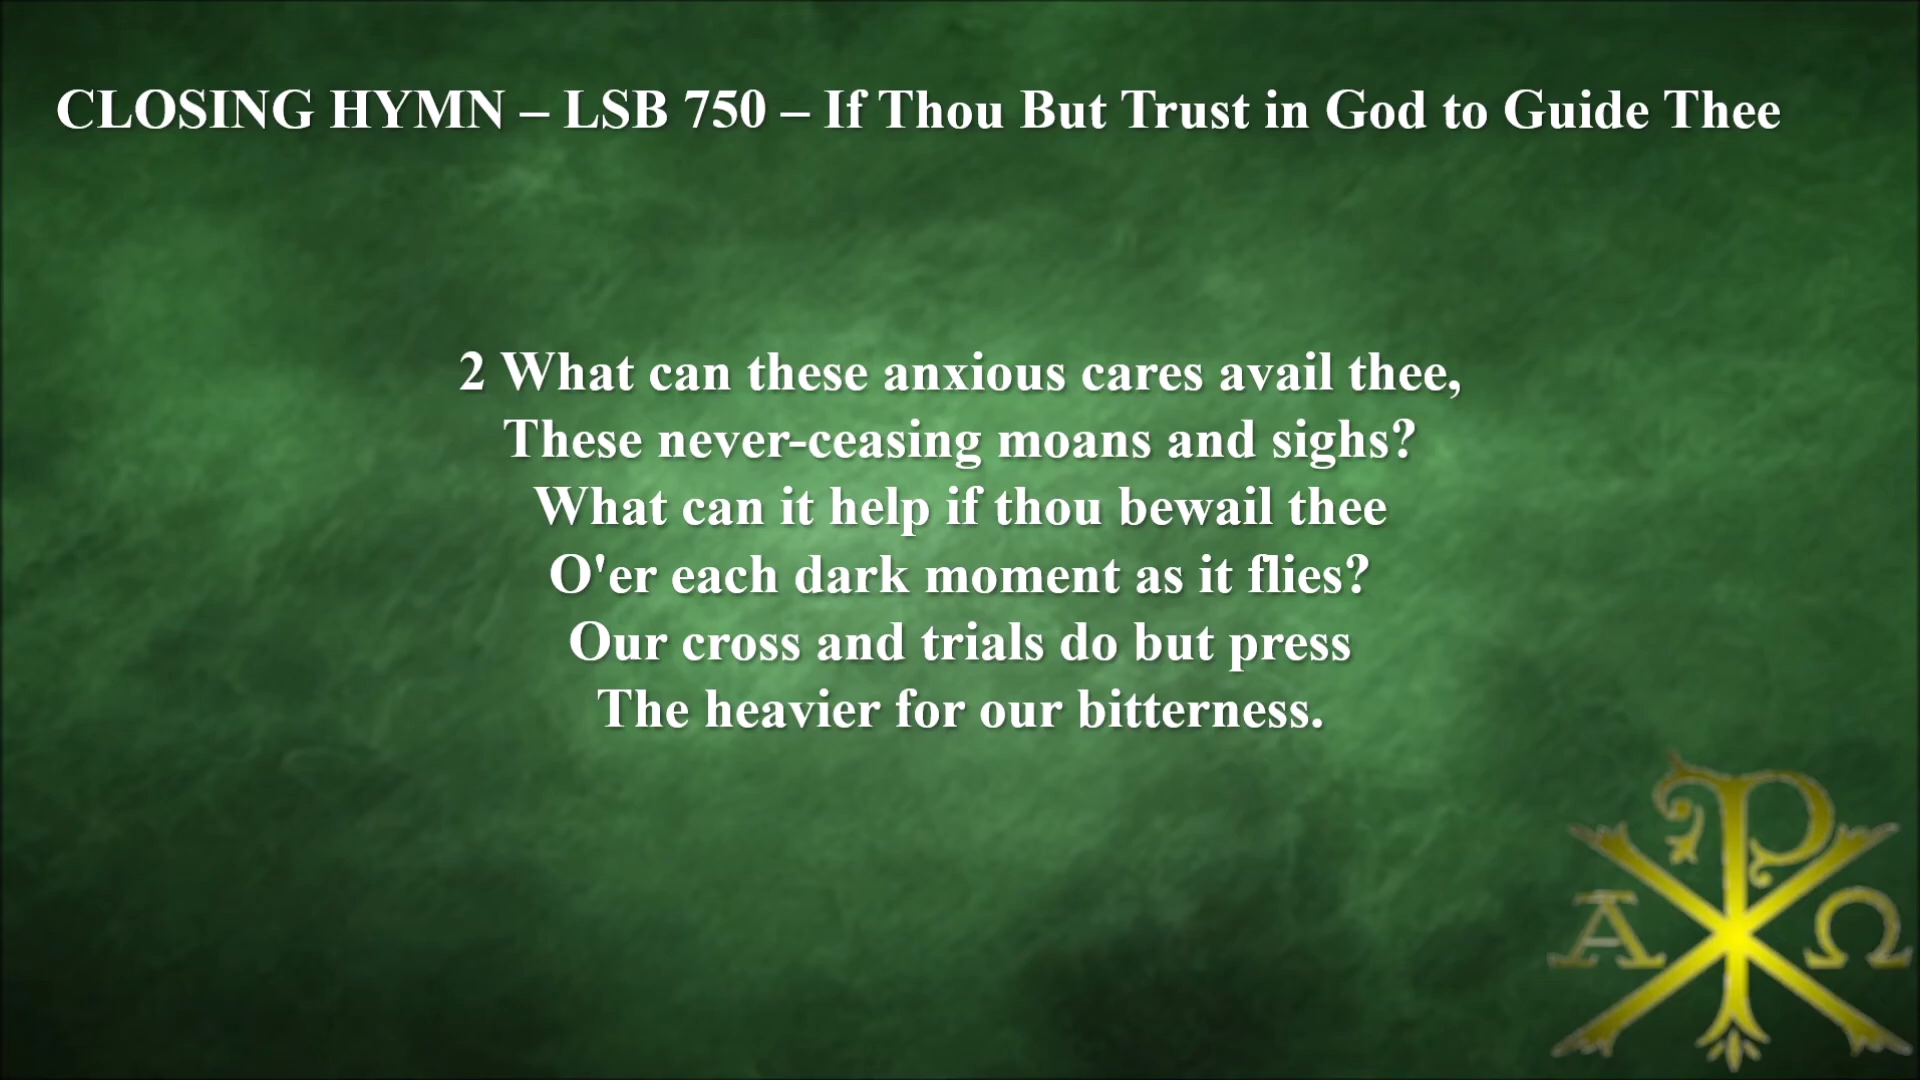 CLOSING HYMN – LSB 750 – If Thou But Trust in God to Guide Thee
2 What can these anxious cares avail thee,
These never-ceasing moans and sighs?
What can it help if thou bewail thee
O'er each dark moment as it flies?
Our cross and trials do but press
The heavier for our bitterness.
Α Ω